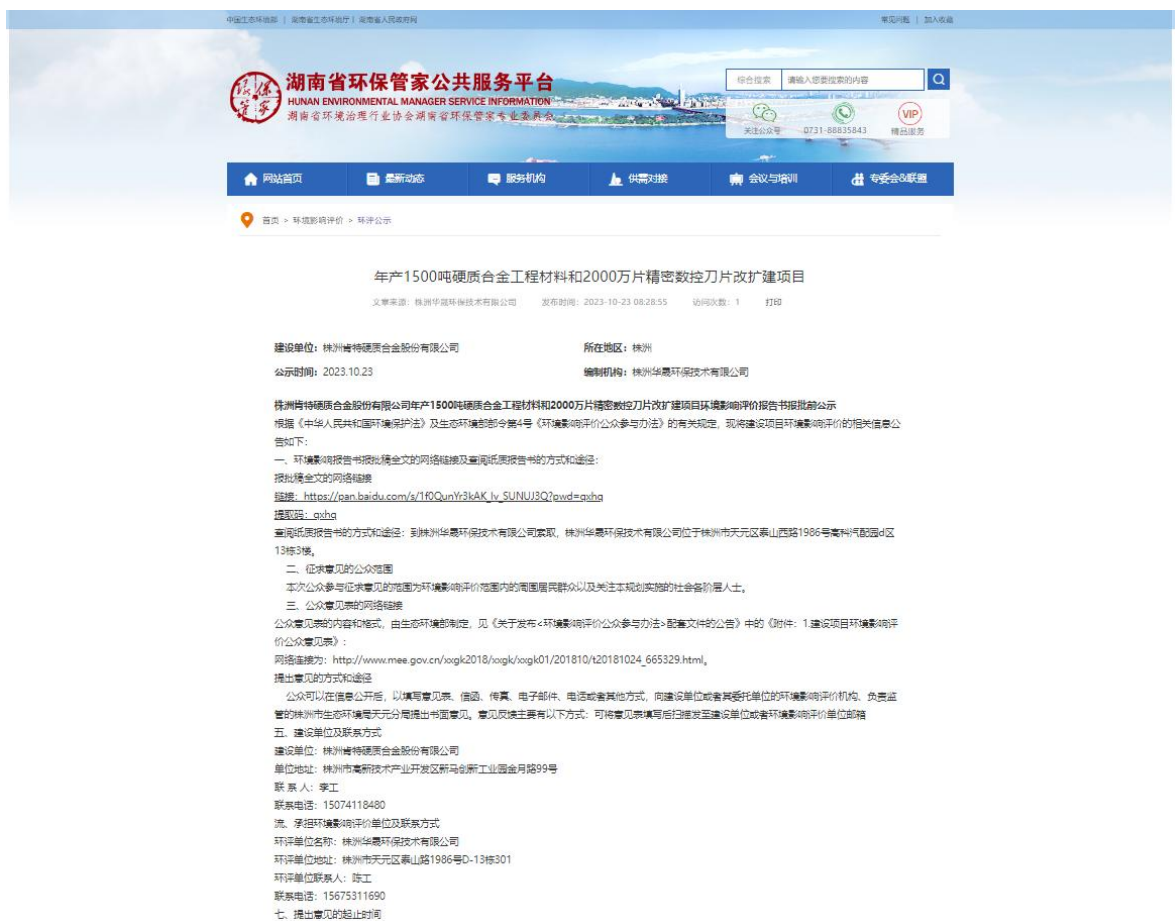 中国生态环境部 | 湖南省生态环境厅 | 湖南省人民政府网
常见问题 | 加入收藏
湖南省环保管家公共服务平台
HUNAN ENVIRONMENTAL MANAGER SERVICE INFORMATION
湖南省环境治理行业协会湖南省环保管家专业委员会
综合搜索 请输入您要搜索的内容
关注公众号 0731-88835843 VIP 精品服务
网站首页 最新动态 服务机构 供需对接 会议与培训 专委会&联盟
首页 > 环境影响评价 > 环评公示
年产1500吨硬质合金工程材料和2000万片精密数控刀片改扩建项目
文章来源：株洲华晟环保技术有限公司 发布时间：2023-10-23 08:28:55 访问次数：1 打印
建设单位：株洲肯特硬质合金股份有限公司 所在地区：株洲
公示时间：2023.10.23 编制机构：株洲华晟环保技术有限公司
株洲肯特硬质合金股份有限公司年产1500吨硬质合金工程材料和2000万片精密数控刀片改扩建项目环境影响评价报告书报批前公示
根据《中华人民共和国环境保护法》及生态环境部部令第4号《环境影响评价公众参与办法》的有关规定，现将建设项目环境影响评价的相关信息公
告如下：
一、环境影响报告书报批稿全文的网络链接及查阅纸质报告书的方式和途径：
报批稿全文的网络链接
链接：https://pan.baidu.com/s/1f0QunYr3kAK_lv_SUNUJ3Q?pwd=qxhq
提取码：qxhq
查阅纸质报告书的方式和途径：到株洲华晟环保技术有限公司索取，株洲华晟环保技术有限公司位于株洲市天元区泰山西路1986号高科汽配园d区
13栋3楼。
二、征求意见的公众范围
本次公众参与征求意见的范围为环境影响评价范围内的周围居民群众以及关注本规划实施的社会各阶层人士。
三、公众意见表的网络链接
公众意见表的内容和格式，由生态环境部制定，见《关于发布<环境影响评价公众参与办法>配套文件的公告》中的《附件：1.建设项目环境影响评
价公众意见表》：
网络连接为：http://www.mee.gov.cn/xxgk2018/xxgk/xxgk01/201810/t20181024_665329.html。
提出意见的方式和途径
公众可以在信息公开后，以填写意见表、信函、传真、电子邮件、电话或者其他方式，向建设单位或者其委托单位的环境影响评价机构、负责监
管的株洲市生态环境局天元分局提出书面意见。意见反馈主要有以下方式：可将意见表填写后扫描发至建设单位或者环境影响评价单位邮箱
五、建设单位及联系方式
建设单位：株洲肯特硬质合金股份有限公司
单位地址：株洲市高新技术产业开发区新马创新工业园金月路99号
联 系 人：李工
联系电话：15074118480
流、承担环境影响评价单位及联系方式
环评单位名称：株洲华晟环保技术有限公司
环评单位地址：株洲市天元区泰山路1986号D-13栋301
环评单位联系人：陈工
联系电话：15675311690
七、提出意见的起止时间